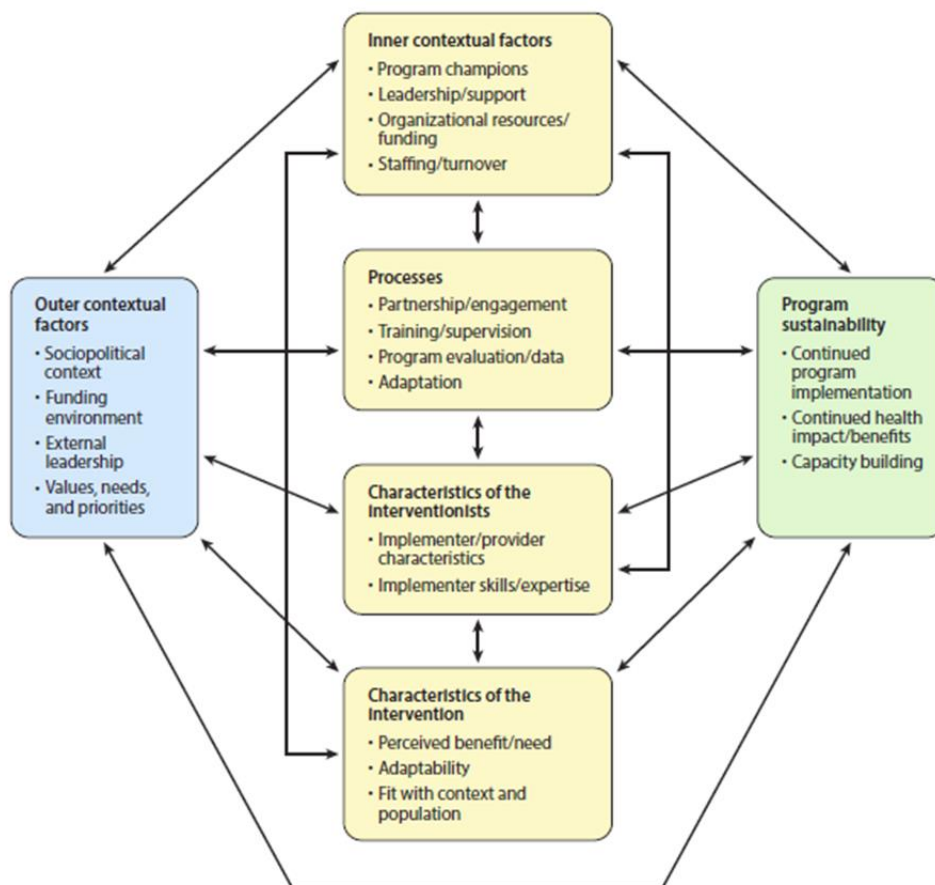 Inner contextual factors
• Program champions
• Leadership/support
• Organizational resources/
funding
• Staffing/turnover
Processes
• Partnership/engagement
• Training/supervision
• Program evaluation/data
• Adaptation
Outer contextual
factors
• Sociopolitical
context
• Funding
environment
• External
leadership
• Values, needs,
and priorities
Program
sustainability
• Continued
program
implementation
• Continued health
impact/benefits
• Capacity building
Characteristics of the
interventionists
• Implementer/provider
characteristics
• Implementer skills/expertise
Characteristics of the
intervention
• Perceived benefit/need
• Adaptability
• Fit with context and
population